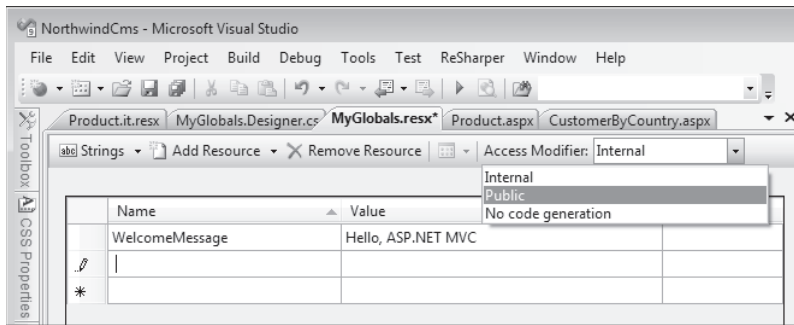 NorthwindCms - Microsoft Visual Studio
File Edit View Project Build Debug Tools Test ReSharper Window Help
Product.it.resx MyGlobals.Designer.cs MyGlobals.resx* Product.aspx CustomerByCountry.aspx
Toolbox
CSS Properties
abc Strings Add Resource Remove Resource Access Modifier: Internal
Internal
Public
No code generation
Name Value
WelcomeMessage Hello, ASP.NET MVC